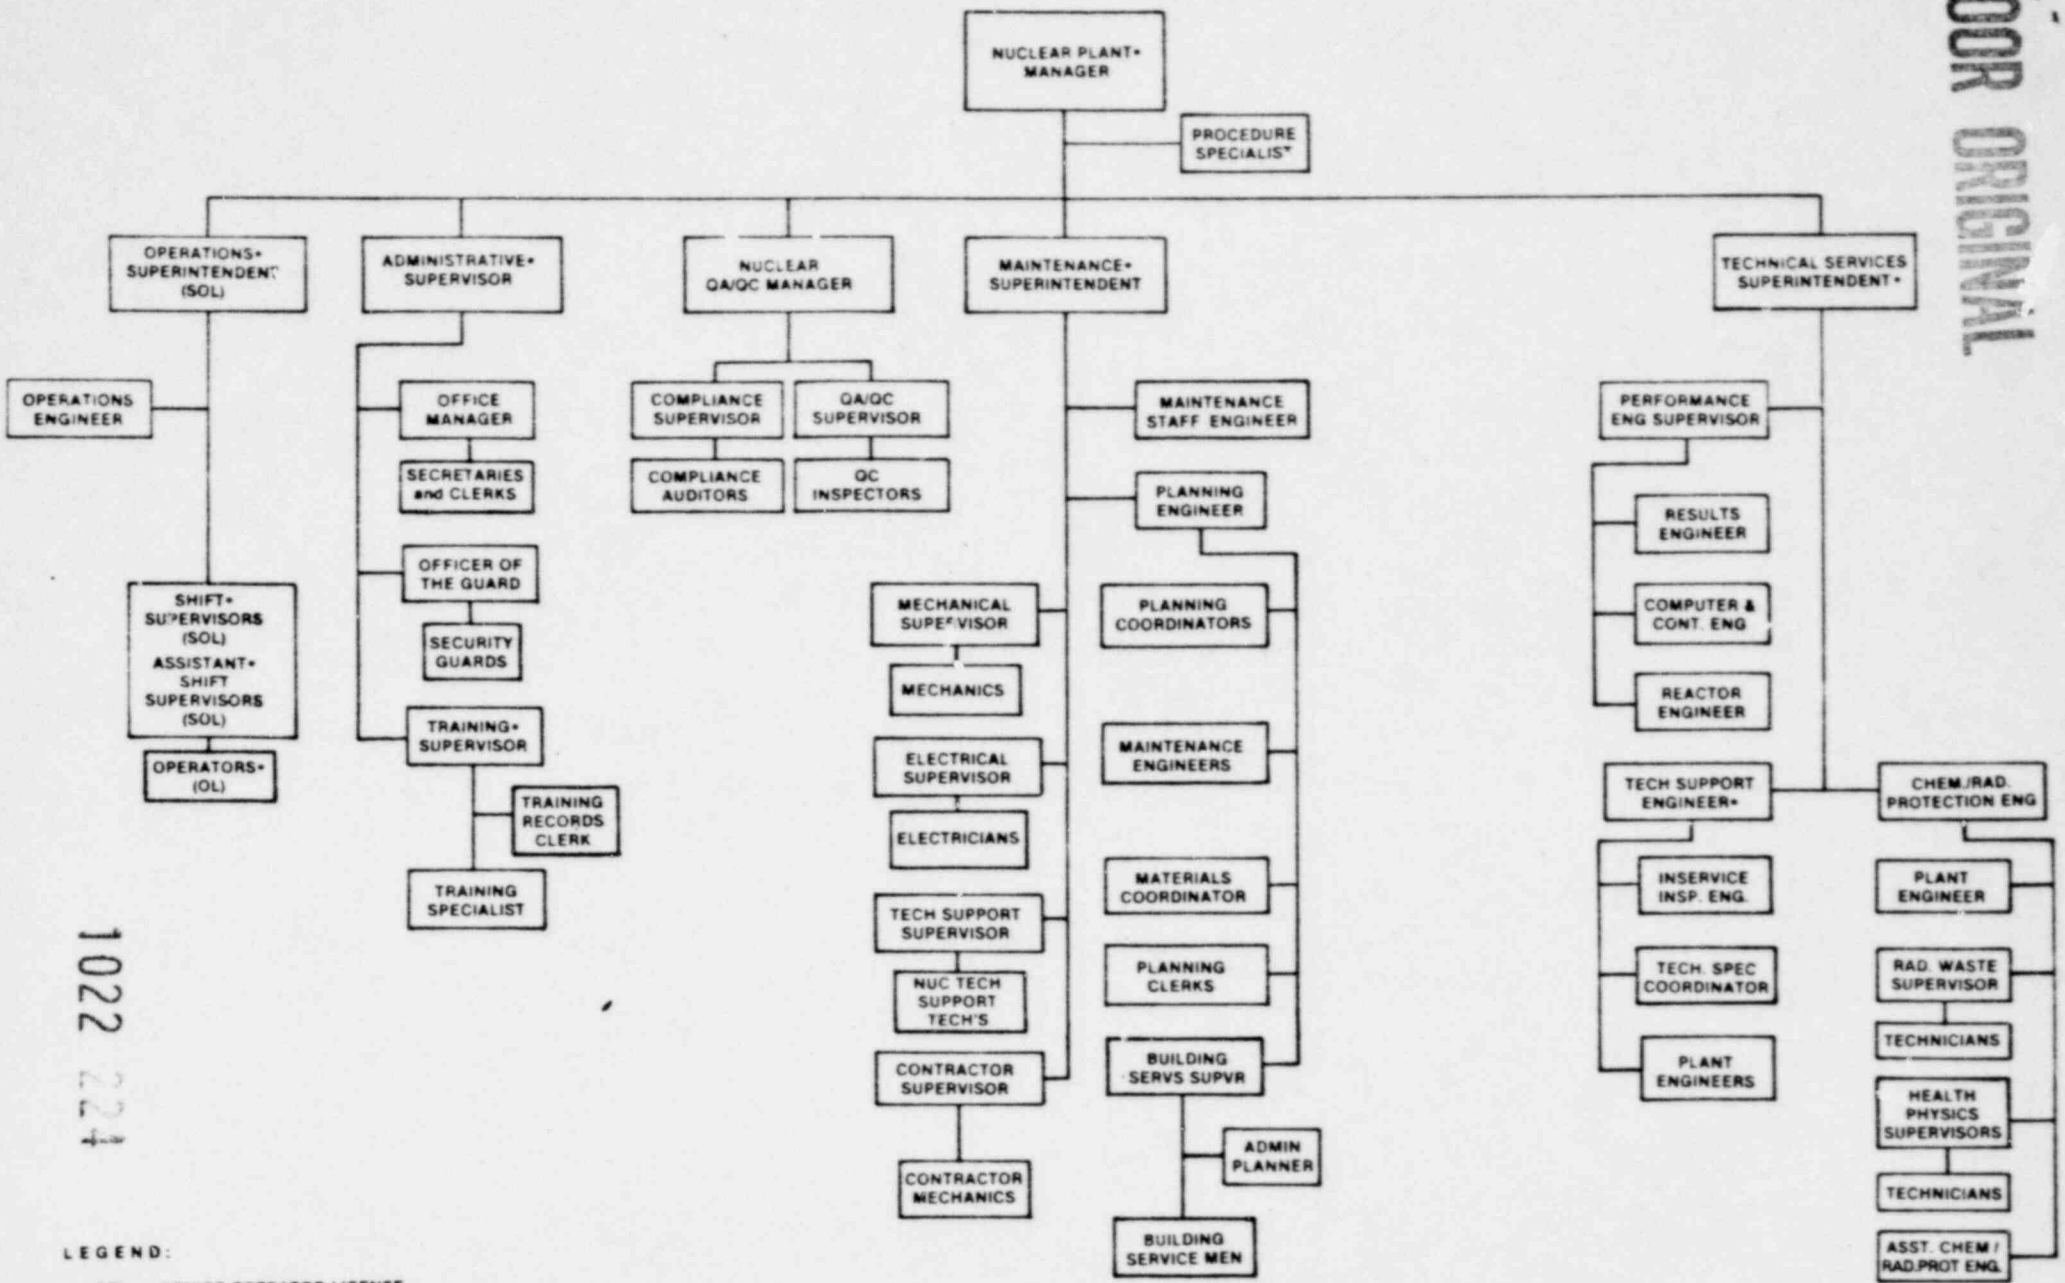 NUCLEAR PLANT*
MANAGER
PROCEDURE
SPECIALIST
OPERATIONS*
SUPERINTENDENT
(SOL)
ADMINISTRATIVE*
SUPERVISOR
NUCLEAR
QA/QC MANAGER
MAINTENANCE*
SUPERINTENDENT
TECHNICAL SERVICES
SUPERINTENDENT*
OPERATIONS
ENGINEER
OFFICE
MANAGER
SECRETARIES
and CLERKS
COMPLIANCE
SUPERVISOR
QA/QC
SUPERVISOR
COMPLIANCE
AUDITORS
QC
INSPECTORS
MAINTENANCE
STAFF ENGINEER
PLANNING
ENGINEER
PERFORMANCE
ENG SUPERVISOR
RESULTS
ENGINEER
COMPUTER &
CONT. ENG
REACTOR
ENGINEER
SHIFT*
SUPERVISORS
(SOL)
ASSISTANT*
SHIFT
SUPERVISORS
(SOL)
OPERATORS*
(OL)
OFFICER OF
THE GUARD
SECURITY
GUARDS
TRAINING*
SUPERVISOR
TRAINING
RECORDS
CLERK
TRAINING
SPECIALIST
MECHANICAL
SUPERVISOR
MECHANICS
ELECTRICAL
SUPERVISOR
ELECTRICIANS
TECH SUPPORT
SUPERVISOR
NUC TECH
SUPPORT
TECH'S
CONTRACTOR
SUPERVISOR
CONTRACTOR
MECHANICS
PLANNING
COORDINATORS
MAINTENANCE
ENGINEERS
MATERIALS
COORDINATOR
PLANNING
CLERKS
BUILDING
SERVS SUPVR
ADMIN
PLANNER
BUILDING
SERVICE MEN
TECH SUPPORT
ENGINEER*
INSERVICE
INSP. ENG.
TECH. SPEC
COORDINATOR
PLANT
ENGINEERS
CHEM./RAD.
PROTECTION ENG
PLANT
ENGINEER
RAD. WASTE
SUPERVISOR
TECHNICIANS
HEALTH
PHYSICS
SUPERVISORS
TECHNICIANS
ASST. CHEM /
RAD.PROT ENG.
LEGEND:
1022 224
ORIGINAL